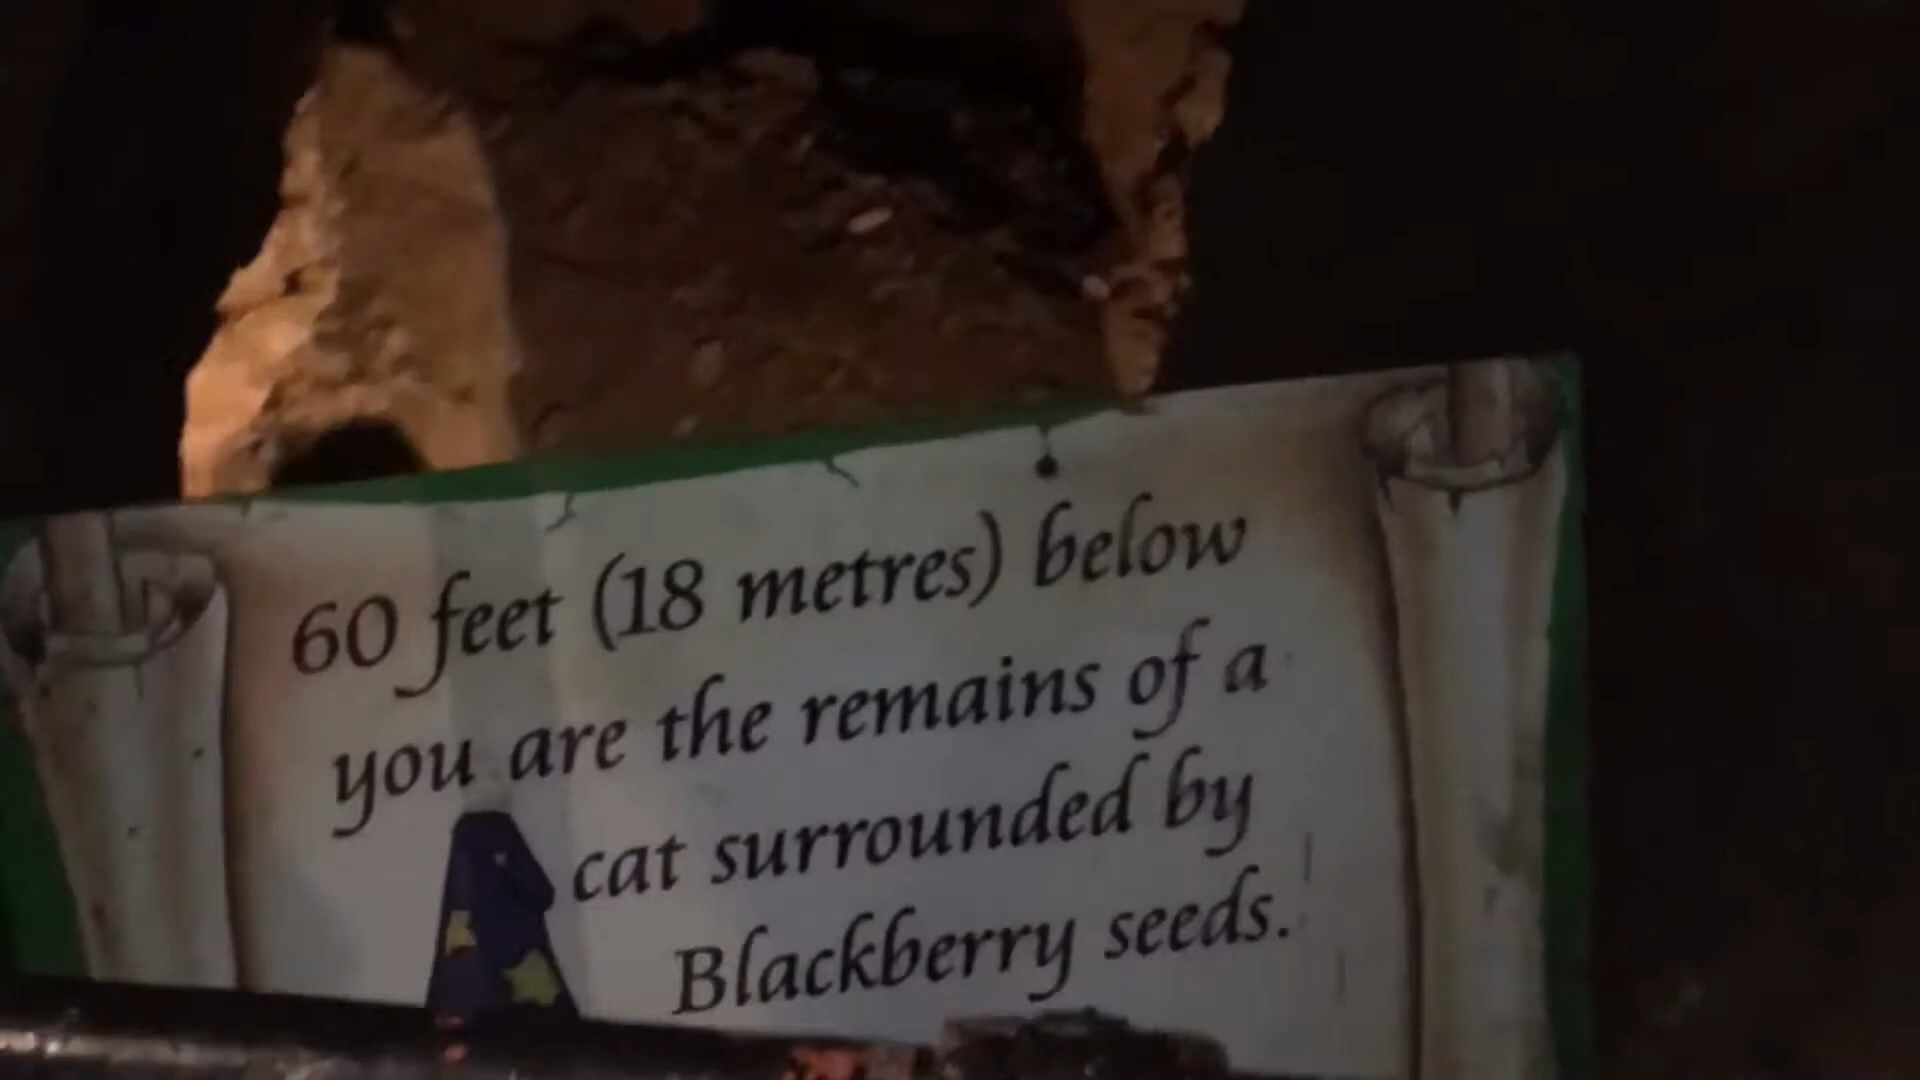 60 feet (18 metres) below
you are the remains of a
cat surrounded by
Blackberry seeds.